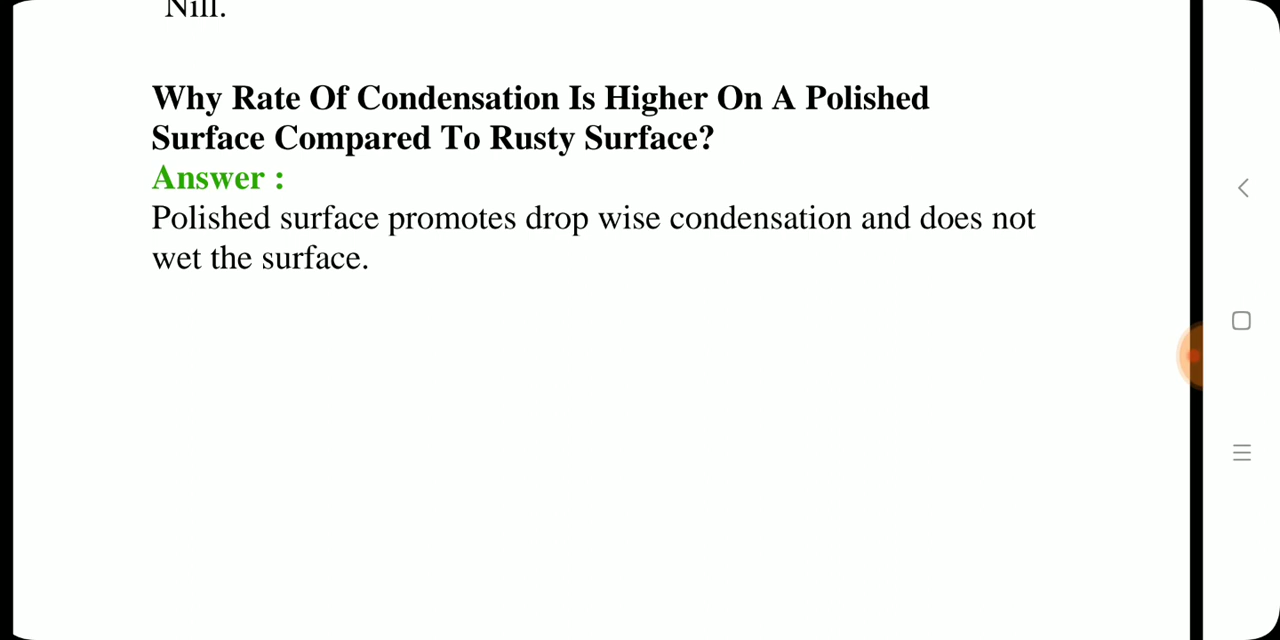 Nill.
Why Rate Of Condensation Is Higher On A Polished
Surface Compared To Rusty Surface?
Answer :
Polished surface promotes drop wise condensation and does not
wet the surface.